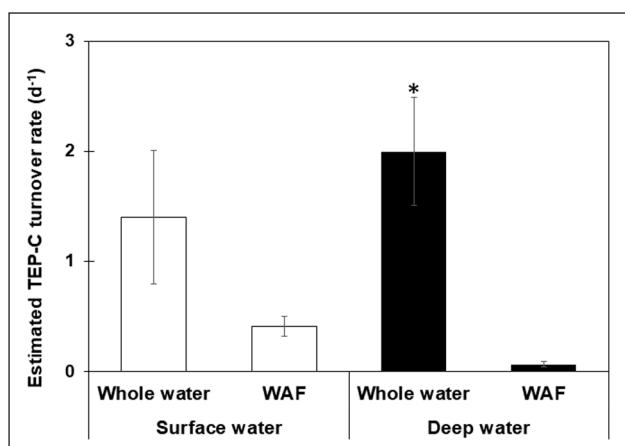 Estimated TEP-C turnover rate (d-1)
3
2
1
0
*
Whole water WAF Whole water WAF
Surface water Deep water